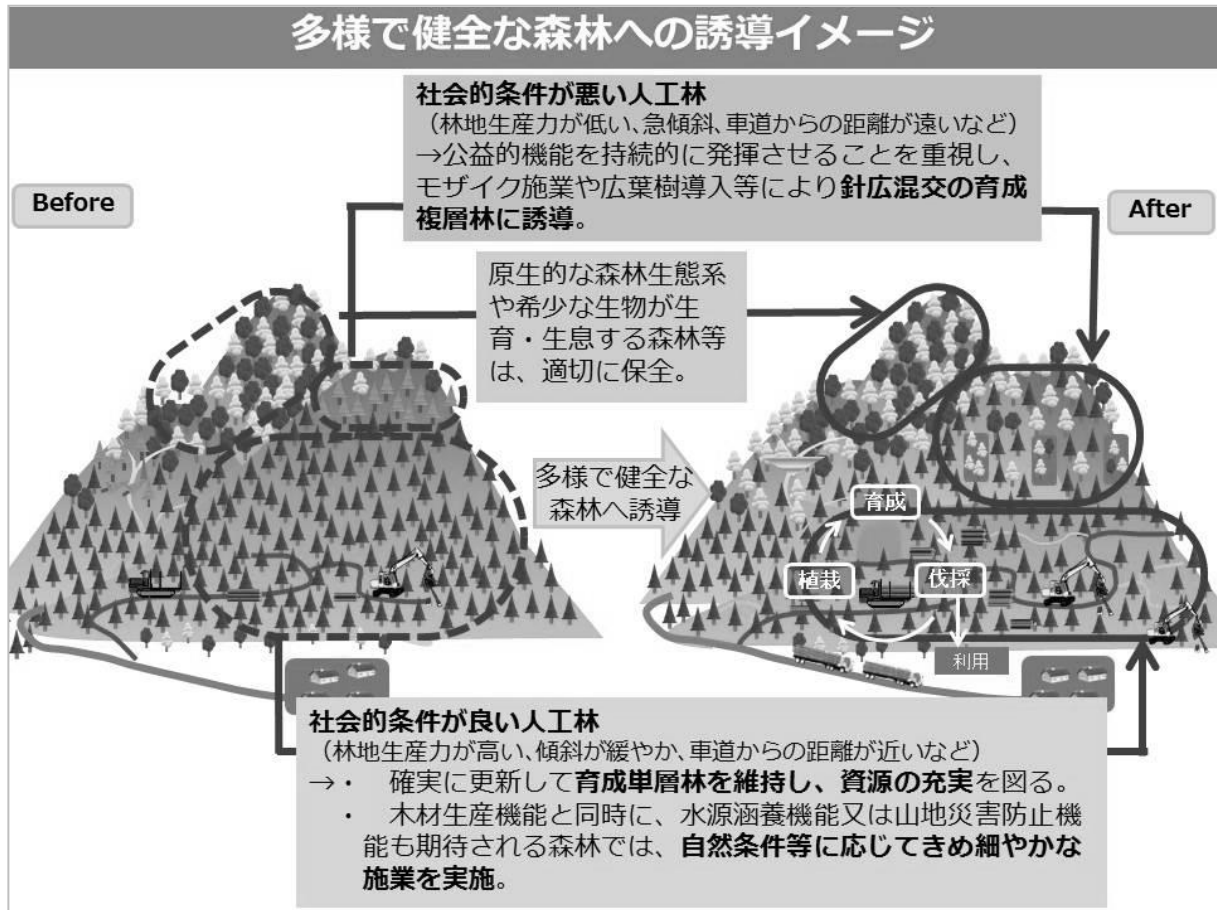 多様で健全な森林への誘導イメージ
社会的条件が悪い人工林
（林地生産力が低い、急傾斜、車道からの距離が遠いなど）
→公益的機能を持続的に発揮させることを重視し、
モザイク施業や広葉樹導入等により針広混交の育成
複層林に誘導。
Before
After
原生的な森林生態系
や希少な生物が生
育・生息する森林等
は、適切に保全。
多様で健全な
森林へ誘導
育成
植栽
伐採
利用
社会的条件が良い人工林
（林地生産力が高い、傾斜が緩やか、車道からの距離が近いなど）
→・　確実に更新して育成単層林を維持し、資源の充実を図る。
・　木材生産機能と同時に、水源涵養機能又は山地災害防止機
能も期待される森林では、自然条件等に応じてきめ細やかな
施業を実施。